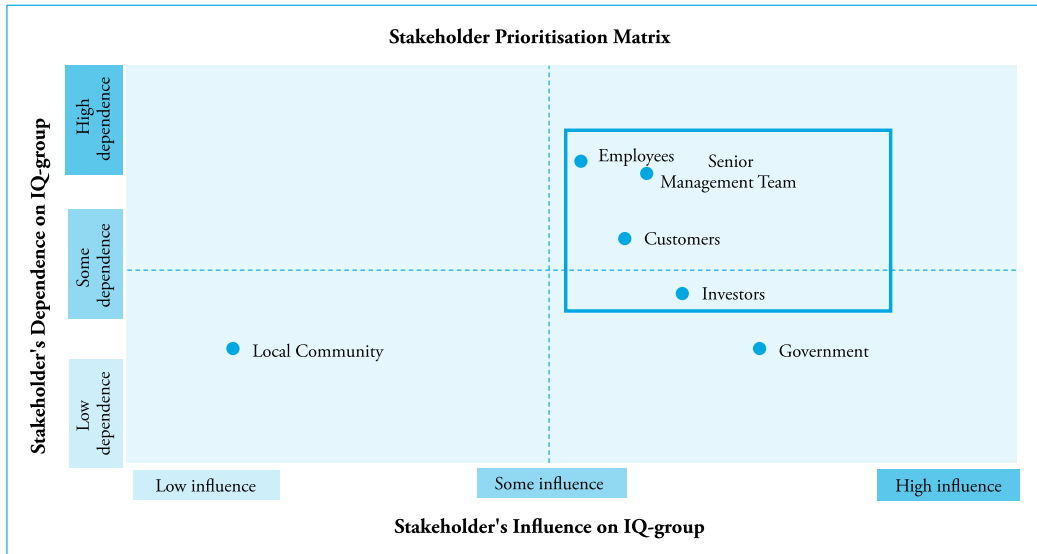 Stakeholder Prioritisation Matrix
Stakeholder's Dependence on IQ-group
High
dependence
Some
dependence
Low
dependence
Employees
Senior
Management Team
Customers
Investors
Local Community
Government
Low influence
Some influence
High influence
Stakeholder's Influence on IQ-group